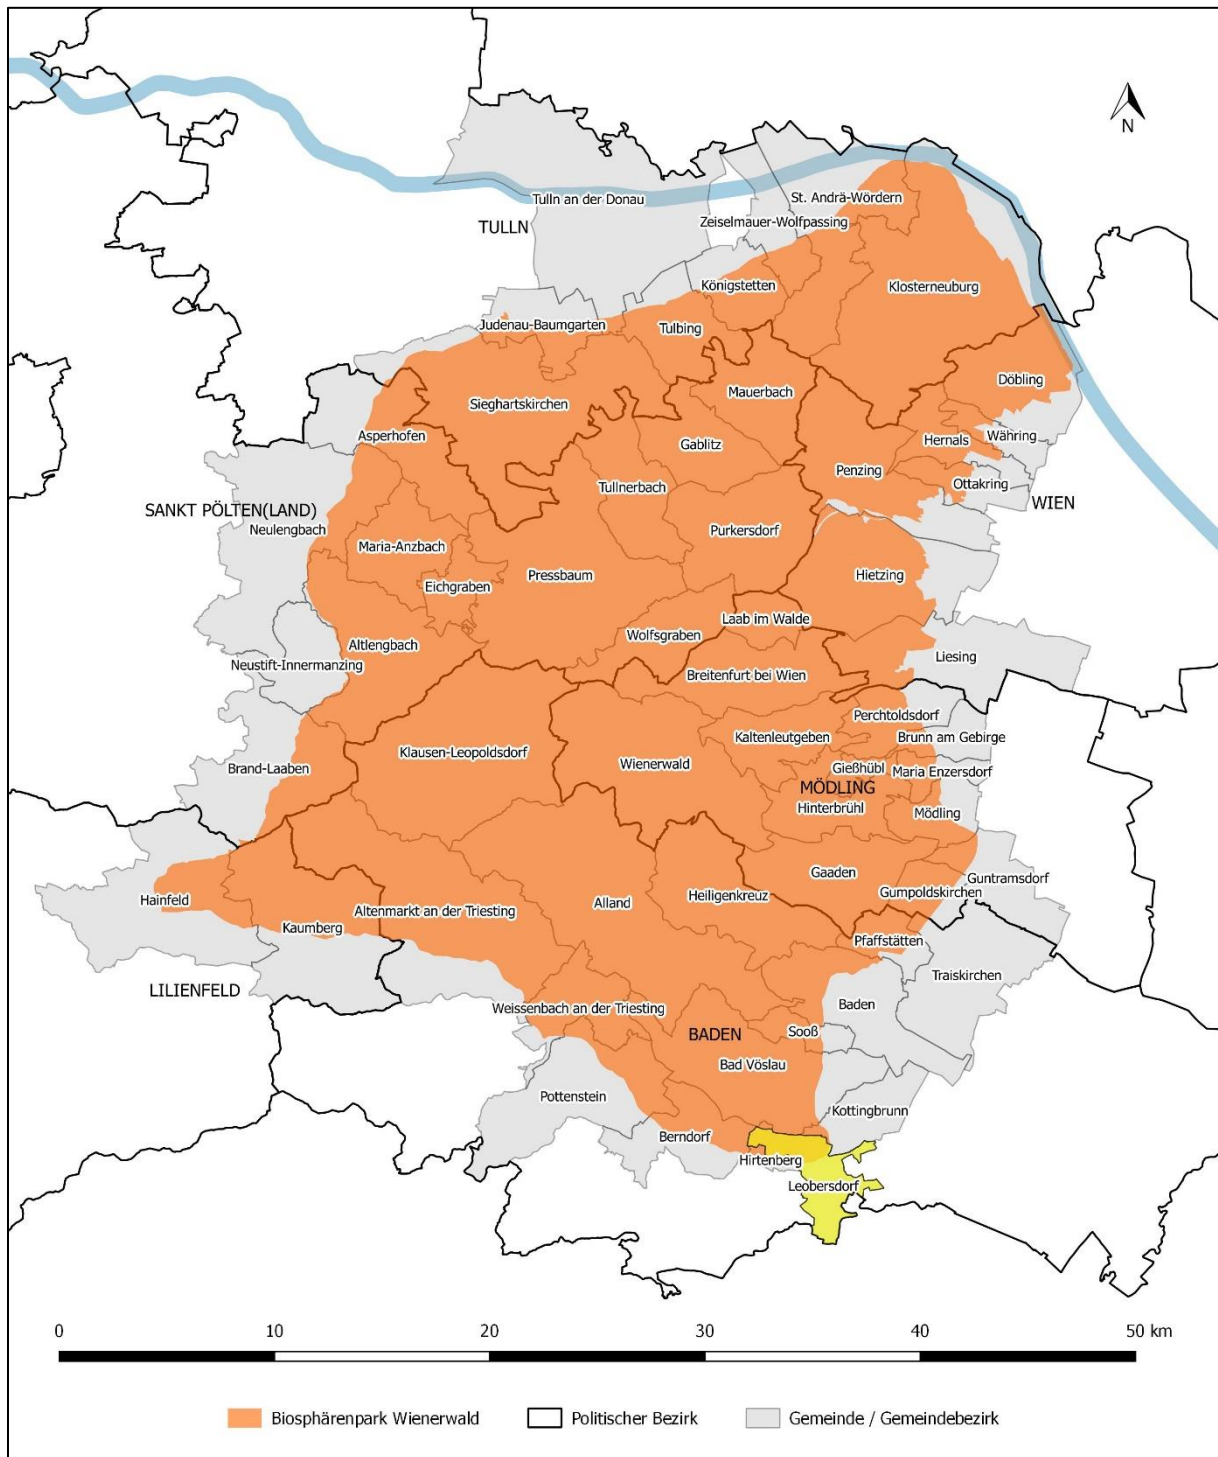 N
Tulln an der Donau
St. Andrä-Wördern
TULLN
Zeiselmauer-Wolfpassing
Königstetten
Klosterneuburg
Judenau-Baumgarten
Tulbing
Döbling
Mauerbach
Sieghartskirchen
Asperhofen
Gablitz
Hernals
Währing
Penzing
Ottakring
Tullnerbach
WIEN
SANKT PÖLTEN(LAND)
Neulengbach
Purkersdorf
Maria-Anzbach
Pressbaum
Hietzing
Eichgraben
Laab im Walde
Wolfsgraben
Altlengbach
Liesing
Neustift-Innermanzing
Breitenfurt bei Wien
Perchtoldsdorf
Kaltenleutgeben
Brunn am Gebirge
Klausen-Leopoldsdorf
Wienerwald
Brand-Laaben
Gießhübl
Maria Enzersdorf
MÖDLING
Hinterbrühl
Mödling
Gaaden
Guntramsdorf
Gumpoldskirchen
Heiligenkreuz
Hainfeld
Alland
Altenmarkt an der Triesting
Kaumberg
Pfaffstätten
Traiskirchen
LILIENFELD
Weissenbach an der Triesting
Baden
BADEN
Sooß
Bad Vöslau
Pottenstein
Kottingbrunn
Berndorf
Hirtenberg
Leobersdorf
0 10 20 30 40 50 km
Biosphärenpark Wienerwald Politischer Bezirk Gemeinde / Gemeindebezirk